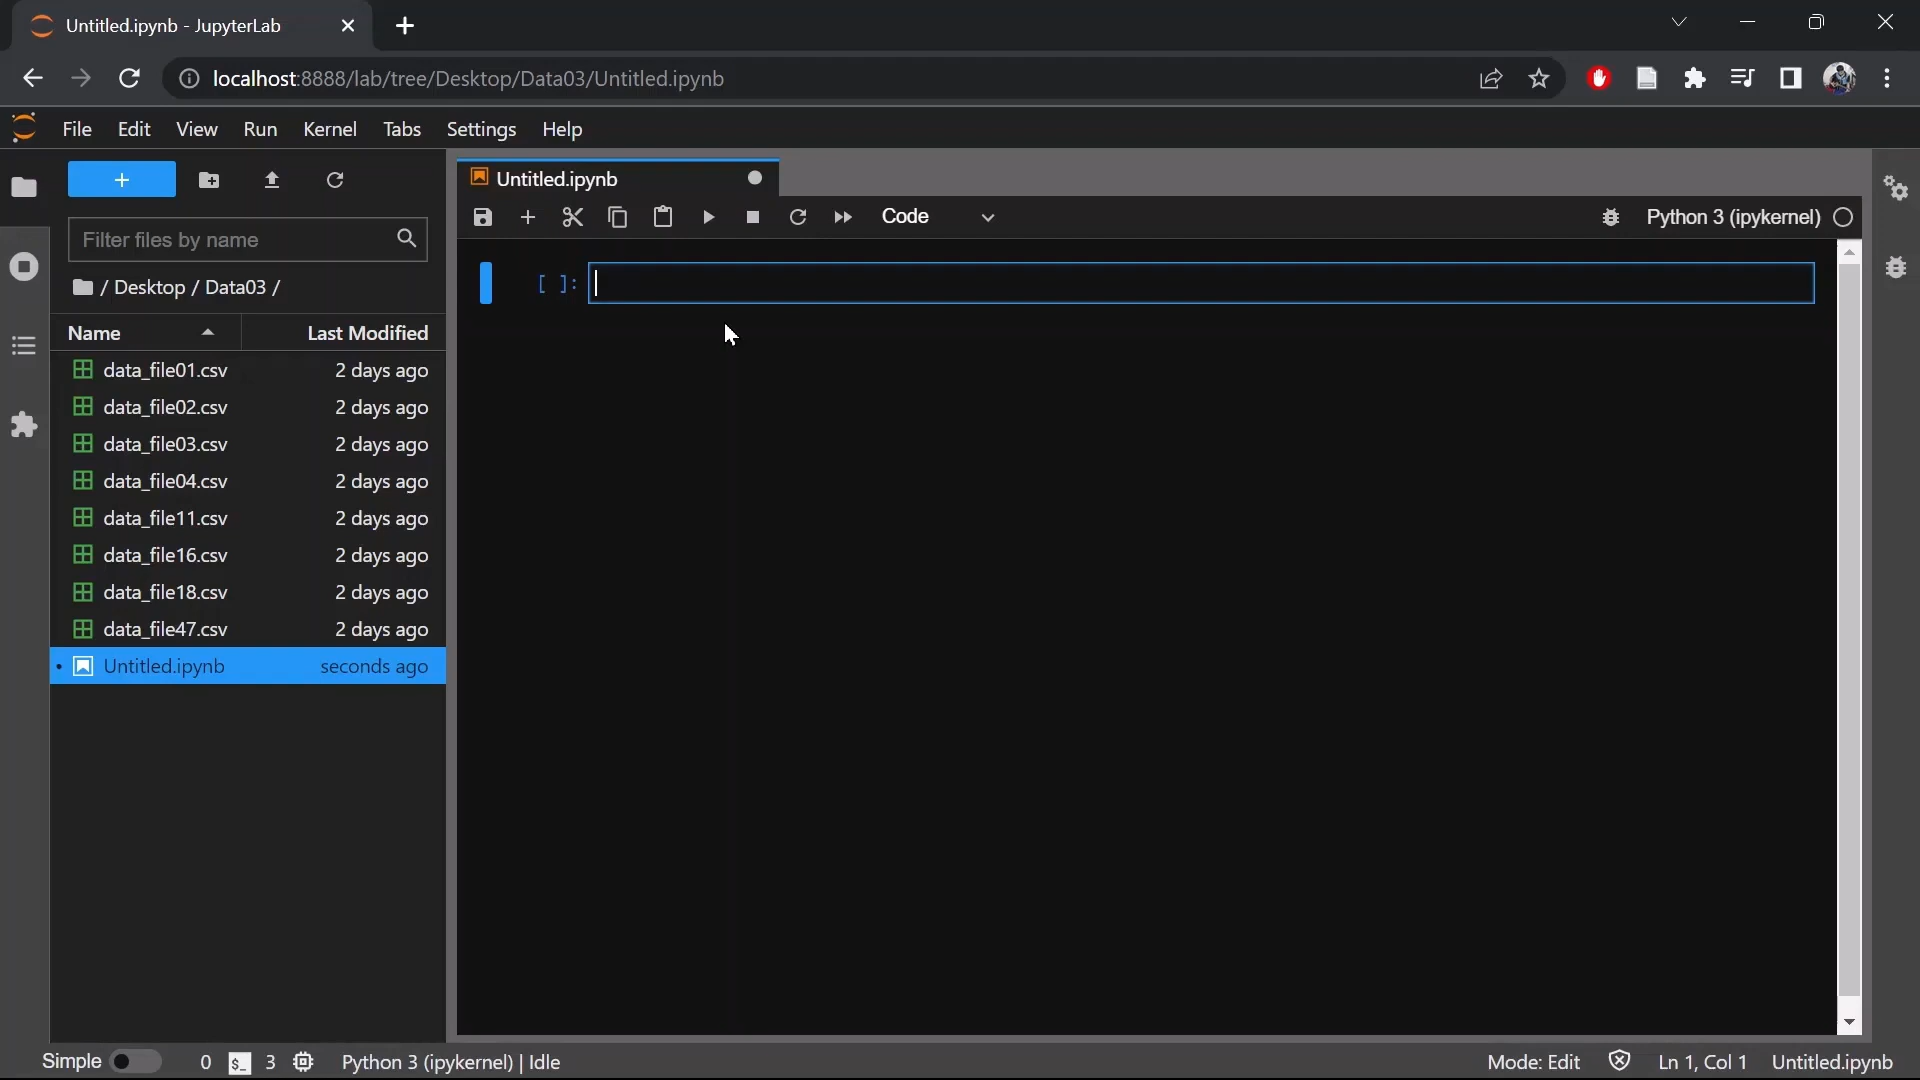 Untitled.ipynb - JupyterLab
localhost:8888/lab/tree/Desktop/Data03/Untitled.ipynb
File Edit View Run Kernel Tabs Settings Help
Untitled.ipynb
Code
Python 3 (ipykernel)
Filter files by name
/ Desktop / Data03 /
Name Last Modified
data_file01.csv 2 days ago
data_file02.csv 2 days ago
data_file03.csv 2 days ago
data_file04.csv 2 days ago
data_file11.csv 2 days ago
data_file16.csv 2 days ago
data_file18.csv 2 days ago
data_file47.csv 2 days ago
Untitled.ipynb seconds ago
[ ]:
Simple 0 $_ 3 Python 3 (ipykernel) | Idle Mode: Edit Ln 1, Col 1 Untitled.ipynb